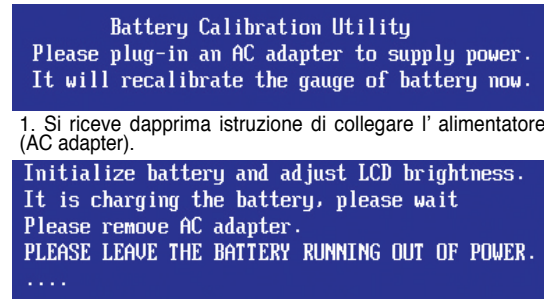 Battery Calibration Utility
Please plug-in an AC adapter to supply power.
It will recalibrate the gauge of battery now.
1. Si riceve dapprima istruzione di collegare l’ alimentatore
(AC adapter).
Initialize battery and adjust LCD brightness.
It is charging the battery, please wait
Please remove AC adapter.
PLEASE LEAVE THE BATTERY RUNNING OUT OF POWER.
....